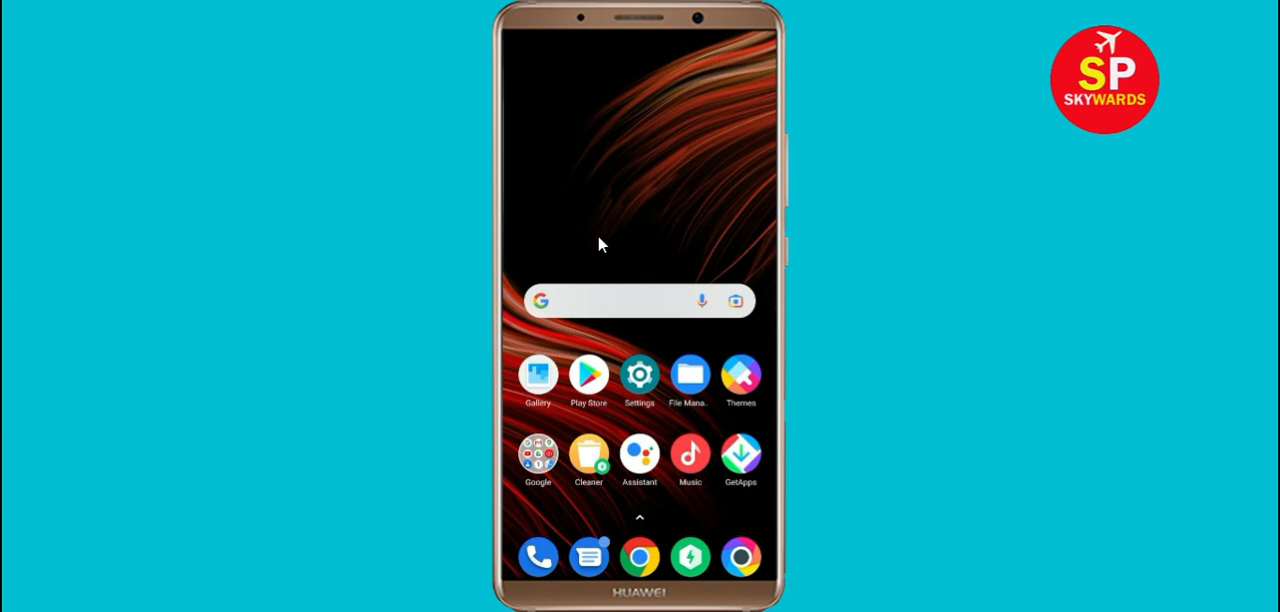 SP
SKYWARDS
Gallery
Play Store
Settings
File Mana..
Themes
Google
Cleaner
Assistant
Music
GetApps
HUAWEI